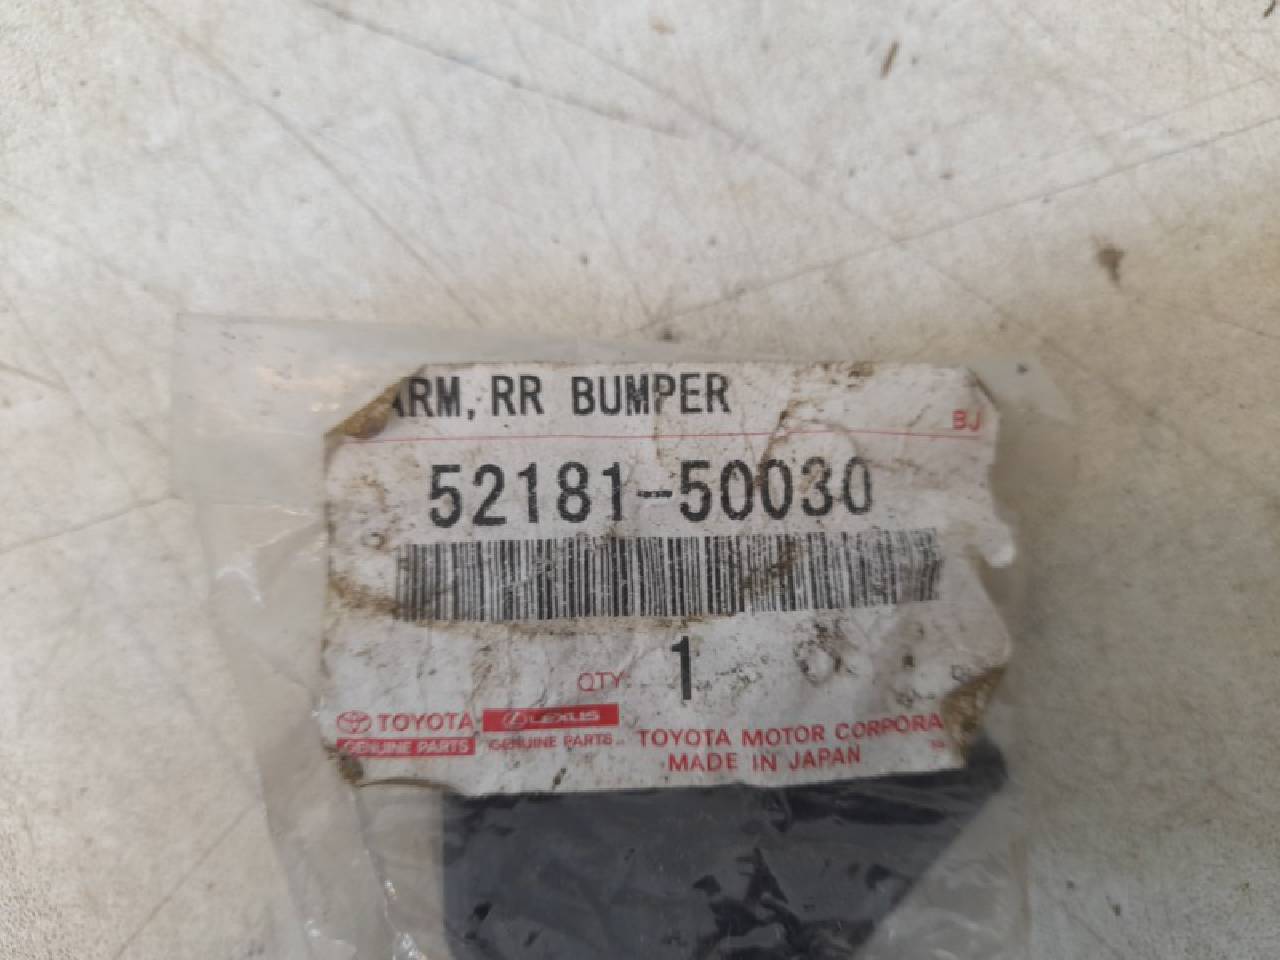 ARM, RR BUMPER
BJ
52181-50030
QTY. 1
TOYOTA LEXUS
GENUINE PARTS GENUINE PARTS TOYOTA MOTOR CORPORA
MADE IN JAPAN